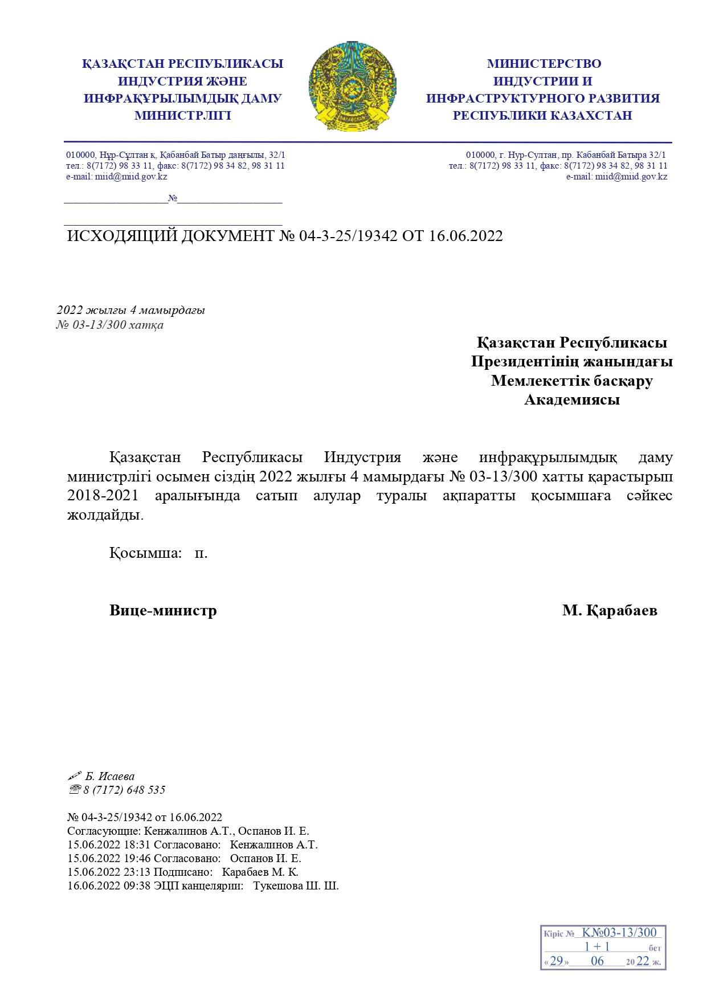 ҚАЗАҚСТАН РЕСПУБЛИКАСЫ
ИНДУСТРИЯ ЖӘНЕ
ИНФРАҚҰРЫЛЫМДЫҚ ДАМУ
МИНИСТРЛІГІ
МИНИСТЕРСТВО
ИНДУСТРИИ И
ИНФРАСТРУКТУРНОГО РАЗВИТИЯ
РЕСПУБЛИКИ КАЗАХСТАН
010000, Нұр-Сұлтан қ, Қабанбай Батыр даңғылы, 32/1
тел.: 8(7172) 98 33 11, факс: 8(7172) 98 34 82, 98 31 11
e-mail: miid@miid.gov.kz
010000, г. Нур-Султан, пр. Кабанбай Батыра 32/1
тел.: 8(7172) 98 33 11, факс: 8(7172) 98 34 82, 98 31 11
e-mail: miid@miid.gov.kz
______________________№______________________
______________________________________________
ИСХОДЯЩИЙ ДОКУМЕНТ № 04-3-25/19342 ОТ 16.06.2022
2022 жылғы 4 мамырдағы
№ 03-13/300 хатқа
Қазақстан Республикасы
Президентінің жанындағы
Мемлекеттік басқару
Академиясы
Қазақстан Республикасы Индустрия және инфрақұрылымдық даму
министрлігі осымен сіздің 2022 жылғы 4 мамырдағы № 03-13/300 хатты қарастырып
2018-2021 аралығында сатып алулар туралы ақпаратты қосымшаға сәйкес
жолдайды.
Қосымша: п.
Вице-министр М. Қарабаев
Б. Исаева
8 (7172) 648 535
№ 04-3-25/19342 от 16.06.2022
Согласующие: Кенжалинов А.Т., Оспанов И. Е.
15.06.2022 18:31 Согласовано: Кенжалинов А.Т.
15.06.2022 19:46 Согласовано: Оспанов И. Е.
15.06.2022 23:13 Подписано: Карабаев М. К.
16.06.2022 09:38 ЭЦП канцелярии: Тукешова Ш. Ш.
Кіріс № K№03-13/300
1 + 1 бет
«29» 06 2022 ж.